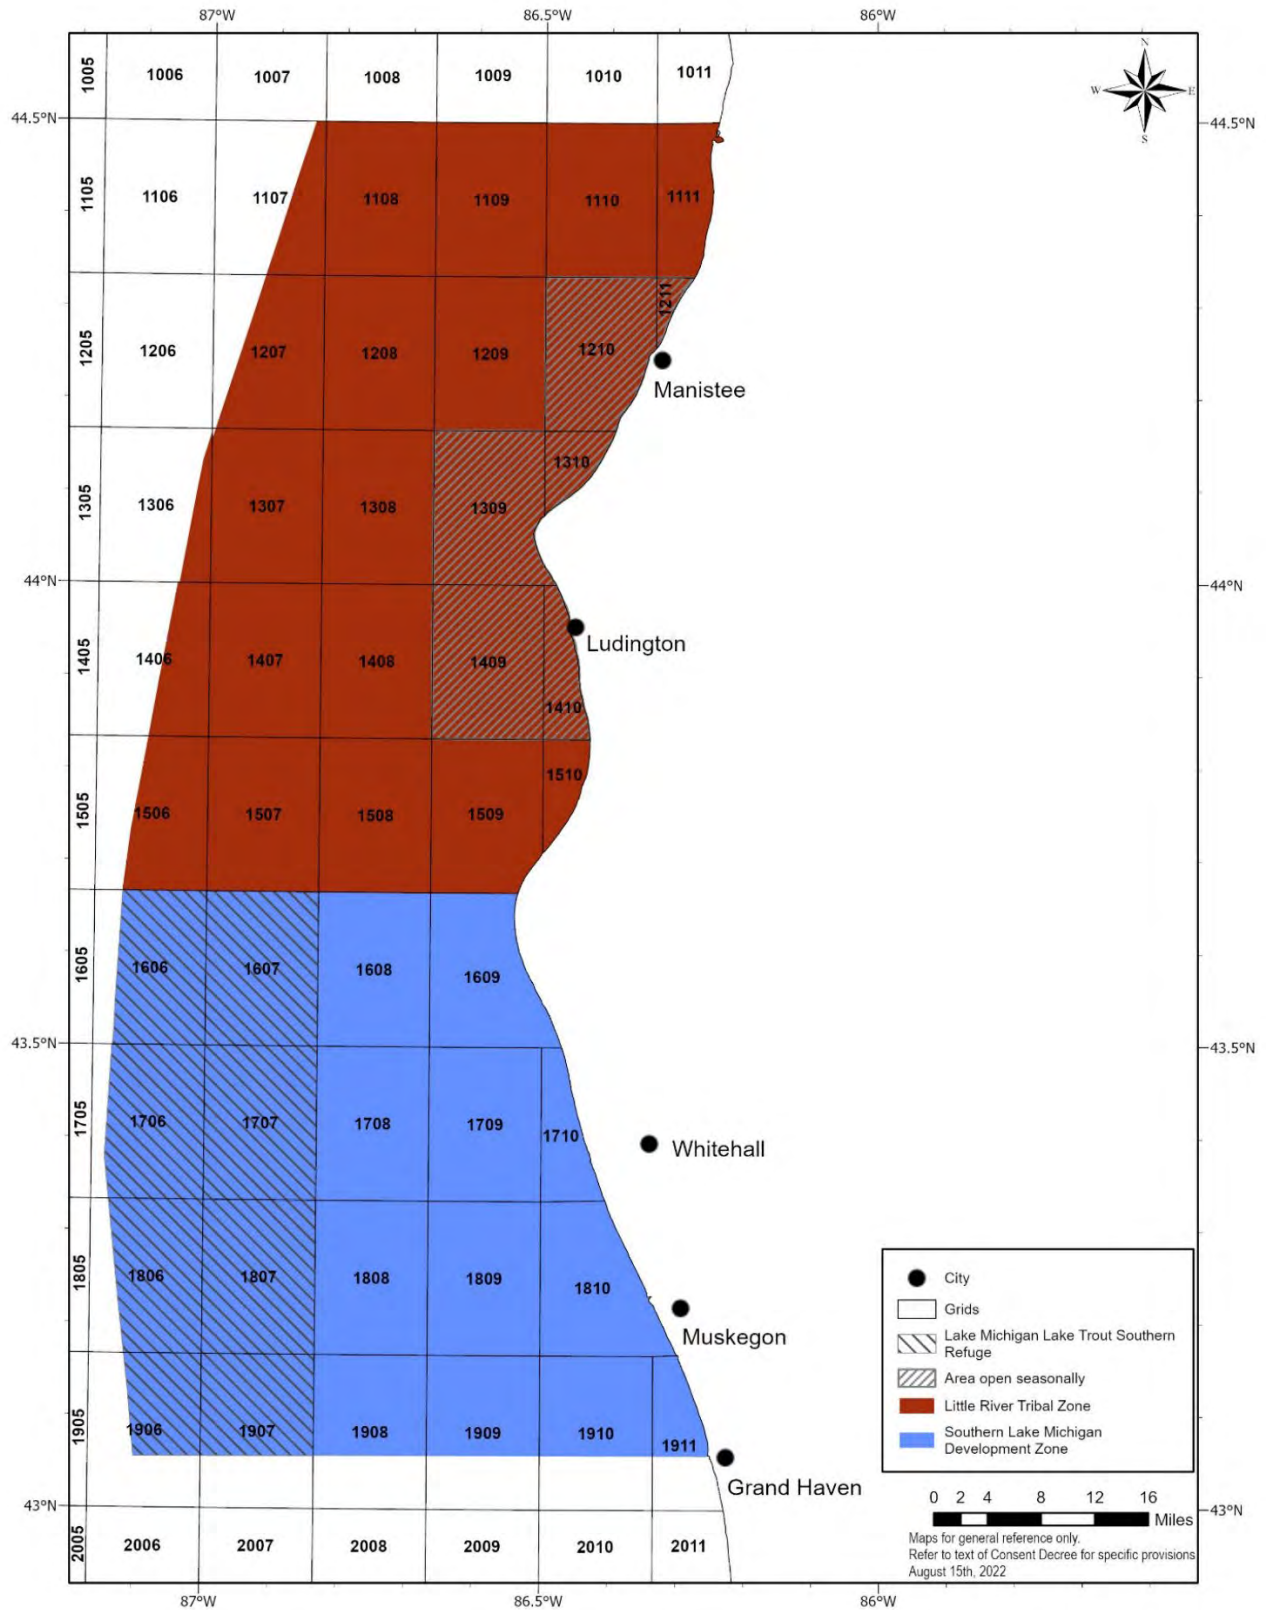 87°W 86.5°W 86°W
1005 1006 1007 1008 1009 1010 1011
N
W E
S
44.5°N 44.5°N
1105 1106 1107 1108 1109 1110 1111
1205 1206 1207 1208 1209 1210 1211
Manistee
1305 1306 1307 1308 1309 1310
44°N 44°N
Ludington
1405 1406 1407 1408 1409 1410
1505 1506 1507 1508 1509 1510
1605 1606 1607 1608 1609
43.5°N 43.5°N
1705 1706 1707 1708 1709 1710
Whitehall
1805 1806 1807 1808 1809 1810
Muskegon
1905 1906 1907 1908 1909 1910 1911
Grand Haven
43°N 43°N
2005 2006 2007 2008 2009 2010 2011
City
Grids
Lake Michigan Lake Trout Southern
Refuge
Area open seasonally
Little River Tribal Zone
Southern Lake Michigan
Development Zone
0 2 4 8 12 16
Miles
Maps for general reference only.
Refer to text of Consent Decree for specific provisions
August 15th, 2022
87°W 86.5°W 86°W